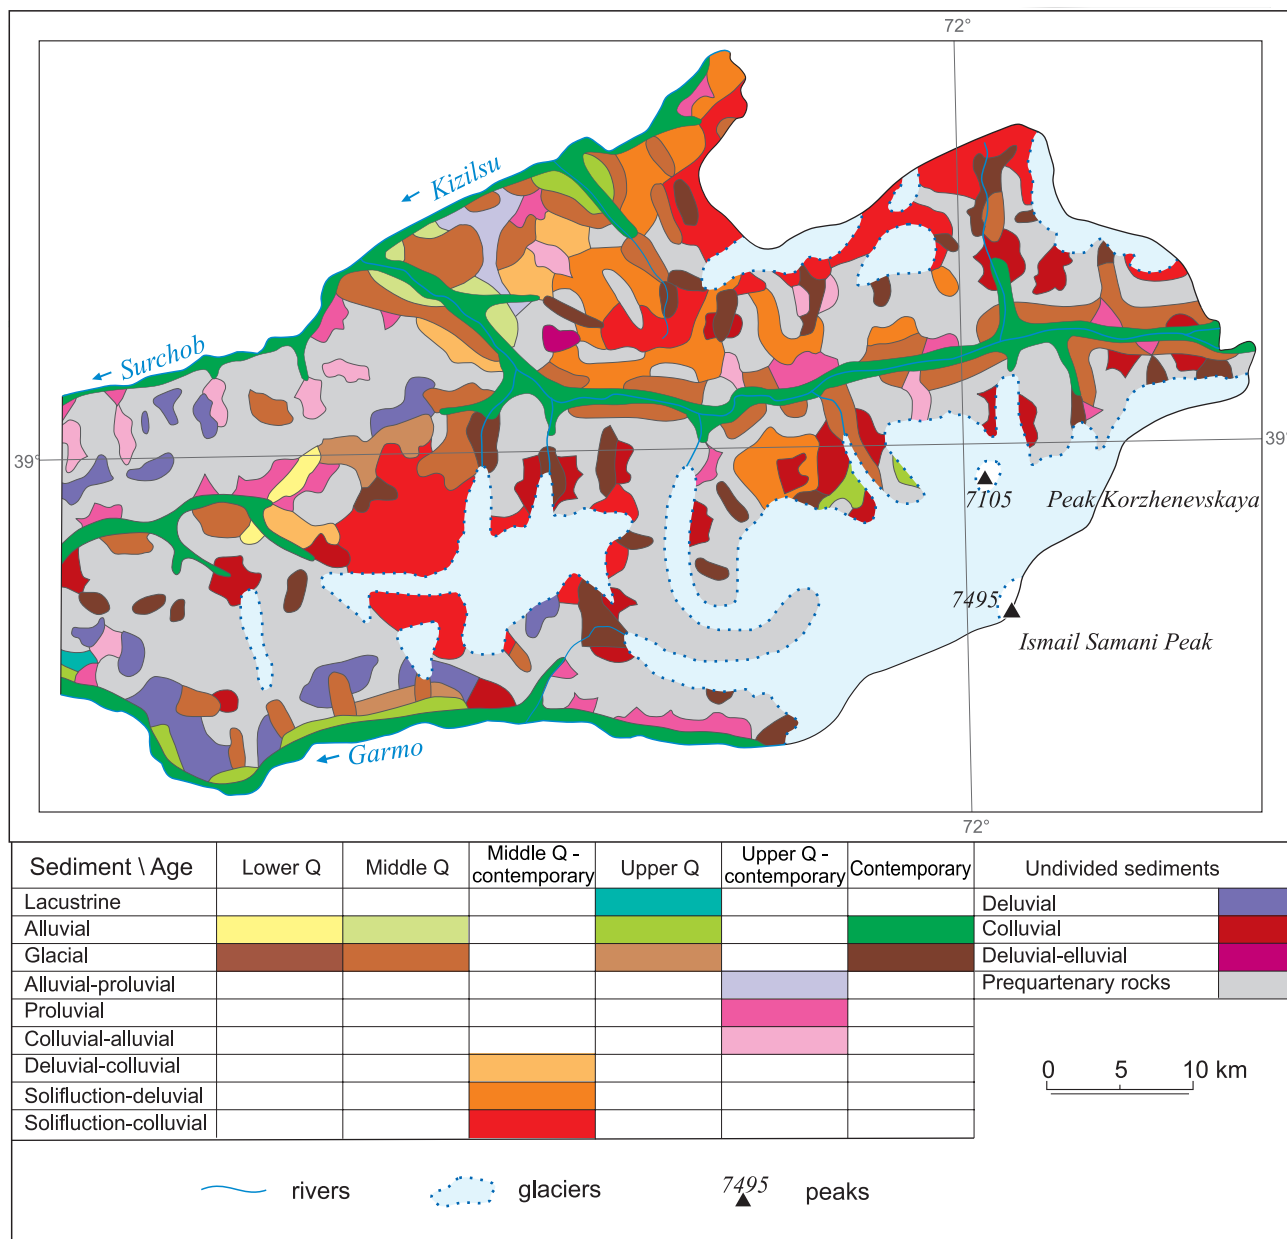 72°
Kizilsu
Surchob
39°
39°
7105
Peak Korzhenevskaya
7495
Ismail Samani Peak
Garmo
72°
Sediment \ Age
Lower Q
Middle Q
Middle Q -
contemporary
Upper Q
Upper Q -
contemporary
Contemporary
Undivided sediments
Lacustrine
Deluvial
Alluvial
Colluvial
Glacial
Deluvial-elluvial
Alluvial-proluvial
Prequartenary rocks
Proluvial
Colluvial-alluvial
Deluvial-colluvial
Solifluction-deluvial
Solifluction-colluvial
0 5 10 km
rivers
glaciers
7495
peaks